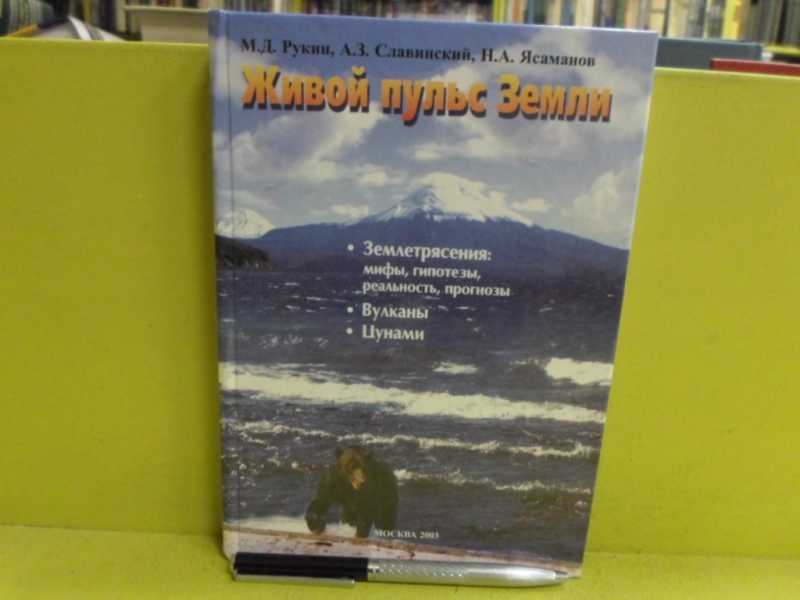 М.Д. Рукин, А.З. Славинский, Н.А. Ясаманов
Живой пульс Земли
• Землетрясения:
мифы, гипотезы,
реальность, прогнозы
• Вулканы
• Цунами
МОСКВА 2003